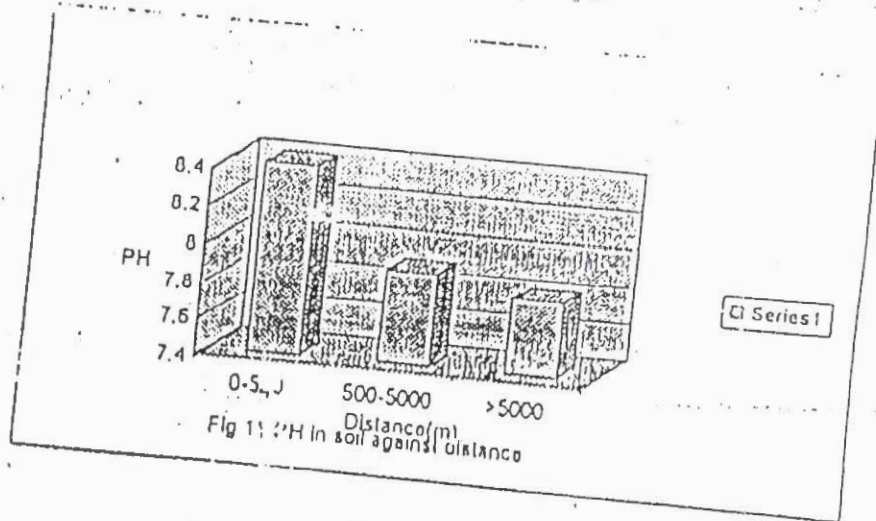 8.4
8.2
8
PH
7.8
7.6
7.4
500-5000
>5000
Series1
Distance(m)
Fig PH in soil against distance